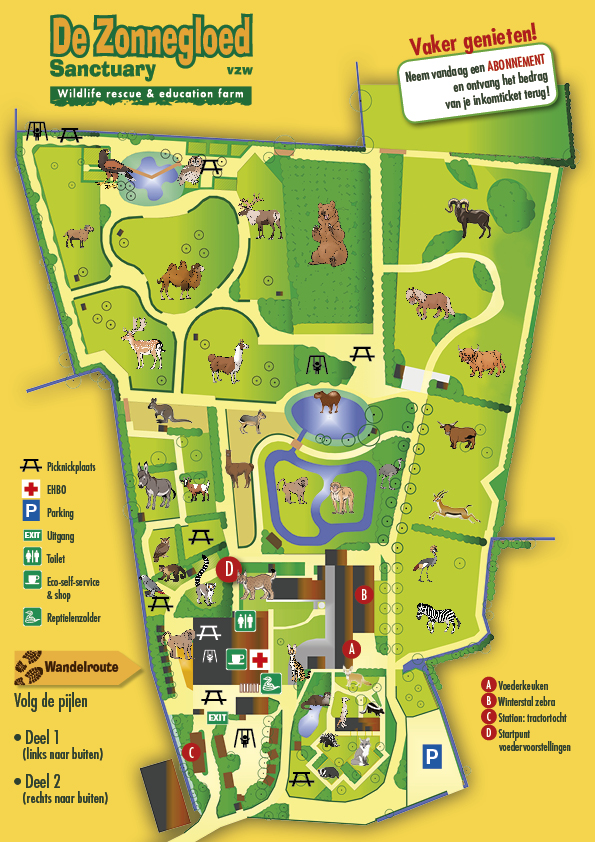 De Zonnegloed
Sanctuary vzw
Wildlife rescue & education farm
Vaker genieten!
Neem vandaag een ABONNEMENT
en ontvang het bedrag
van je inkomticket terug!
Picknickplaats
EHBO
P Parking
EXIT Uitgang
Toilet
Eco-self-service
& shop
Reptielenzolder
Wandelroute
Volg de pijlen
• Deel 1
(links naar buiten)
• Deel 2
(rechts naar buiten)
D
B
A
EXIT
C
P
A Voederkeuken
B Winterstal zebra
C Station: tractortocht
D Startpunt
voedervoorstellingen